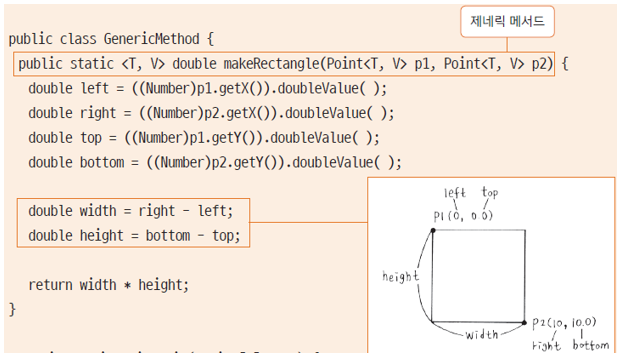 제네릭 메서드
public class GenericMethod {
public static <T, V> double makeRectangle(Point<T, V> p1, Point<T, V> p2) {
double left = ((Number)p1.getX()).doubleValue( );
double right = ((Number)p2.getX()).doubleValue( );
double top = ((Number)p1.getY()).doubleValue( );
double bottom = ((Number)p2.getY()).doubleValue( );
double width = right - left;
double height = bottom - top;
return width * height;
}
left top
P1(0, 0.0)
height
width
P2(10, 10.0)
right bottom